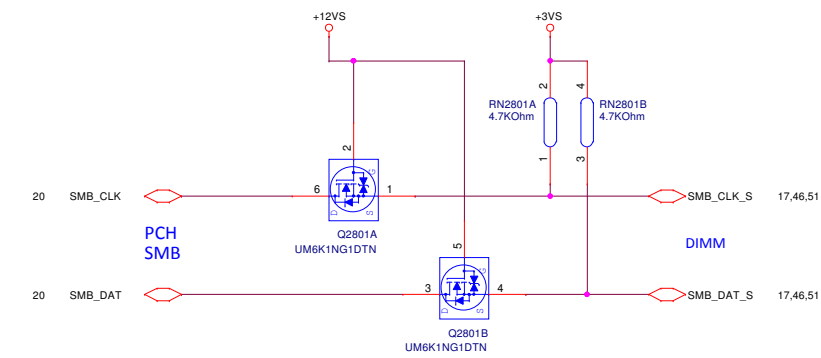 +12VS
+3VS
2
4
RN2801A
4.7KOhm
RN2801B
4.7KOhm
2
1
3
G
20
SMB_CLK
6
1
SMB_CLK_S
17,46,51
D
S
PCH
SMB
Q2801A
UM6K1NG1DTN
5
DIMM
G
20
SMB_DAT
3
4
SMB_DAT_S
17,46,51
D
S
Q2801B
UM6K1NG1DTN